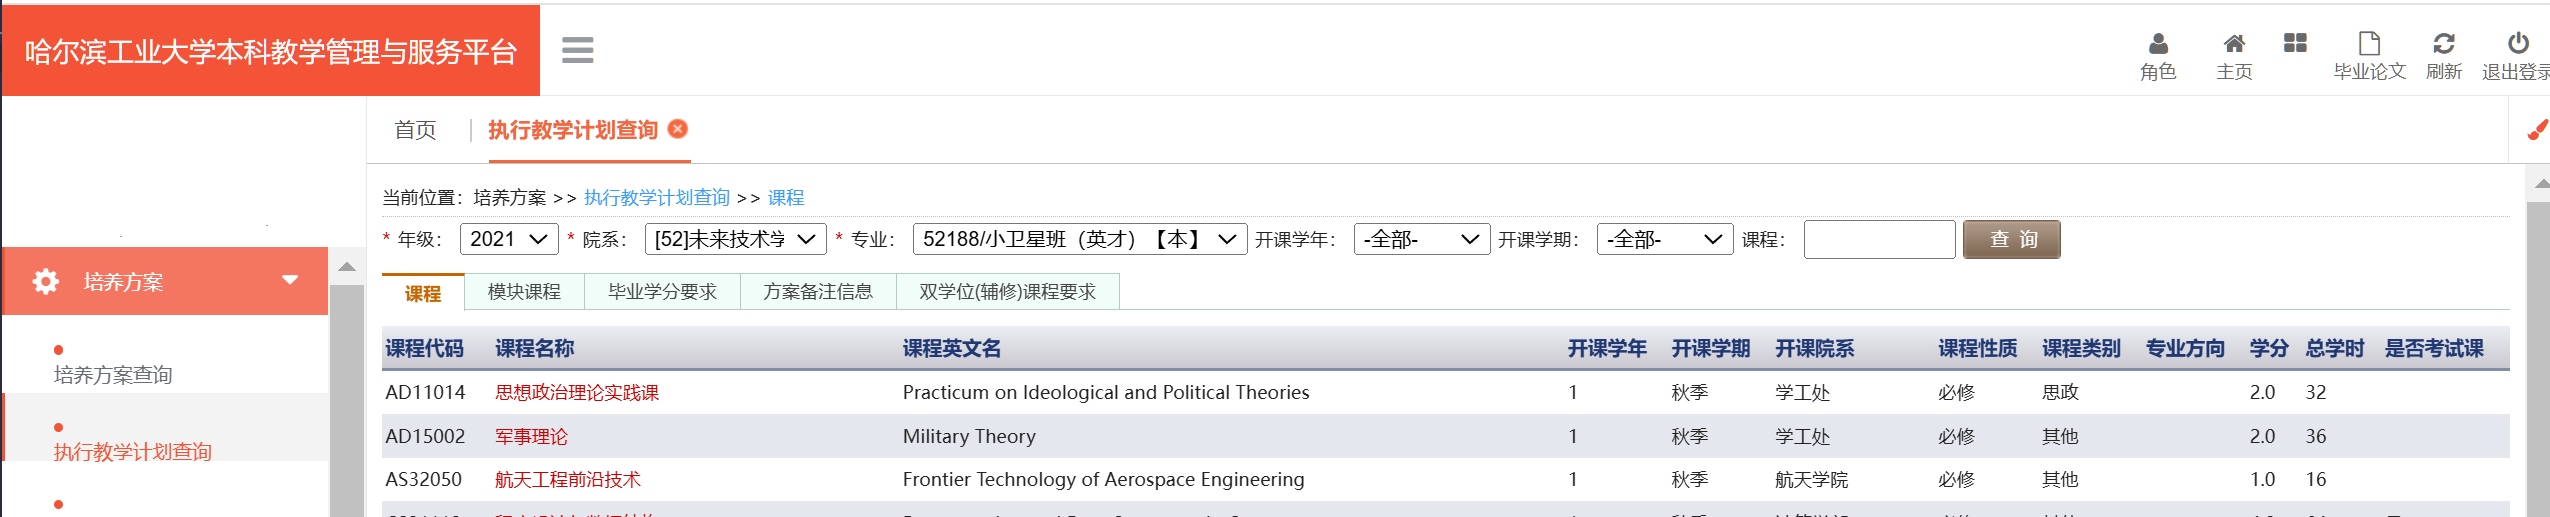 哈尔滨工业大学本科教学管理与服务平台
角色 主页 毕业论文 刷新 退出登录
首页 执行教学计划查询
当前位置：培养方案 >> 执行教学计划查询 >> 课程
* 年级： 2021 * 院系： [52]未来技术学 * 专业： 52188/小卫星班（英才）【本】 开课学年： -全部- 开课学期： -全部- 课程： 查 询
培养方案
培养方案查询
执行教学计划查询
课程 模块课程 毕业学分要求 方案备注信息 双学位(辅修)课程要求
课程代码 课程名称 课程英文名 开课学年 开课学期 开课院系 课程性质 课程类别 专业方向 学分 总学时 是否考试课
AD11014 思想政治理论实践课 Practicum on Ideological and Political Theories 1 秋季 学工处 必修 思政 2.0 32
AD15002 军事理论 Military Theory 1 秋季 学工处 必修 其他 2.0 36
AS32050 航天工程前沿技术 Frontier Technology of Aerospace Engineering 1 秋季 航天学院 必修 其他 1.0 16